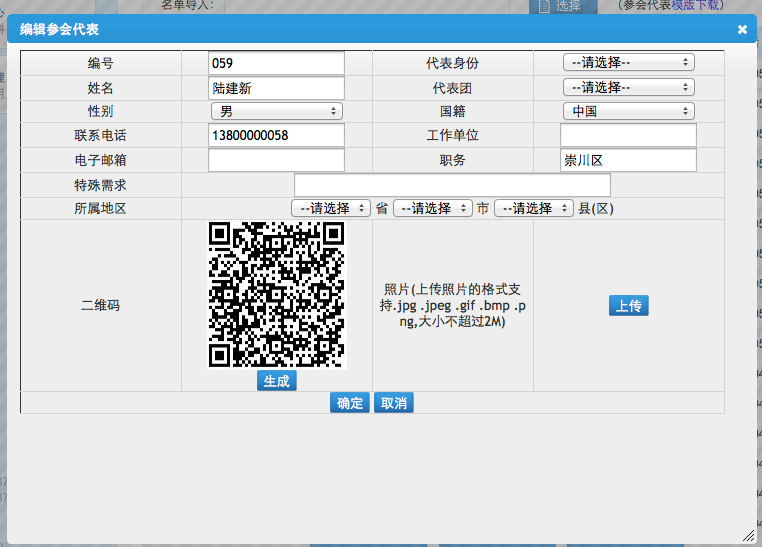 名单导入:
选择
(参会代表模版下载)
编辑参会代表
编号 059 代表身份 --请选择--
姓名 陆建新 代表团 --请选择--
性别 男 国籍 中国
联系电话 13800000058 工作单位
电子邮箱 职务 崇川区
特殊需求
所属地区 --请选择 省 --请选择 市 --请选择 县(区)
二维码
生成
照片(上传照片的格式支
持.jpg .jpeg .gif .bmp .p
ng,大小不超过2M)
上传
确定 取消